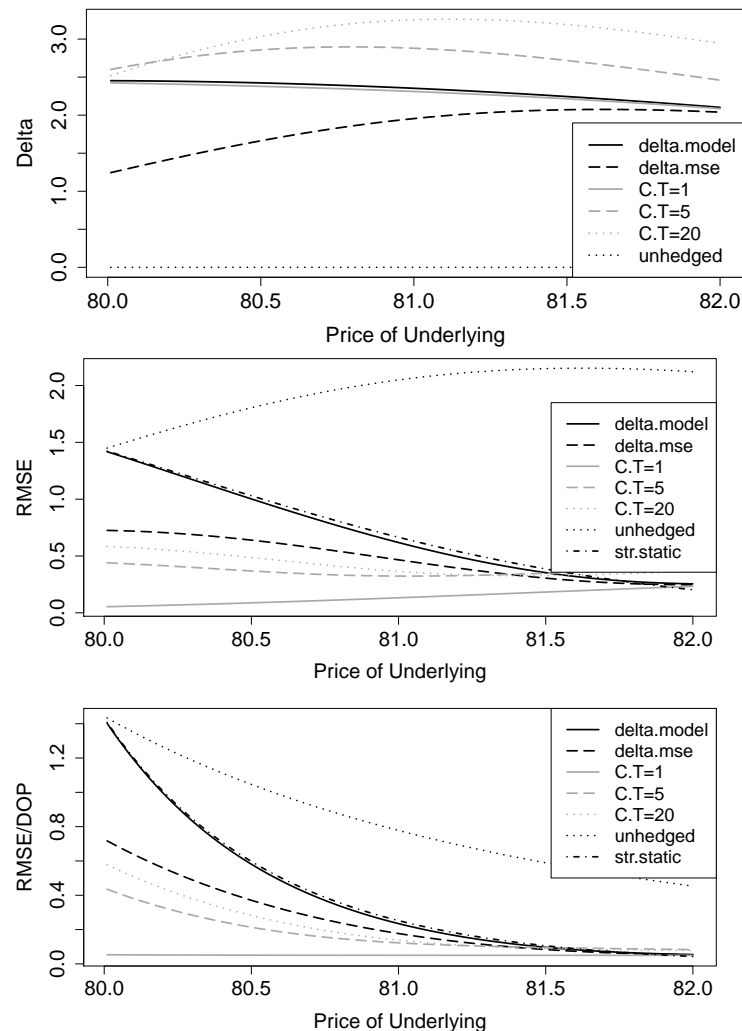 Delta
3.0
2.0
1.0
0.0
80.0 80.5 81.0 81.5 82.0
Price of Underlying
delta.model
delta.mse
C.T=1
C.T=5
C.T=20
unhedged
RMSE
2.0
1.5
1.0
0.5
0.0
80.0 80.5 81.0 81.5 82.0
Price of Underlying
delta.model
delta.mse
C.T=1
C.T=5
C.T=20
unhedged
str.static
RMSE/DOP
1.2
0.8
0.4
0.0
80.0 80.5 81.0 81.5 82.0
Price of Underlying
delta.model
delta.mse
C.T=1
C.T=5
C.T=20
unhedged
str.static